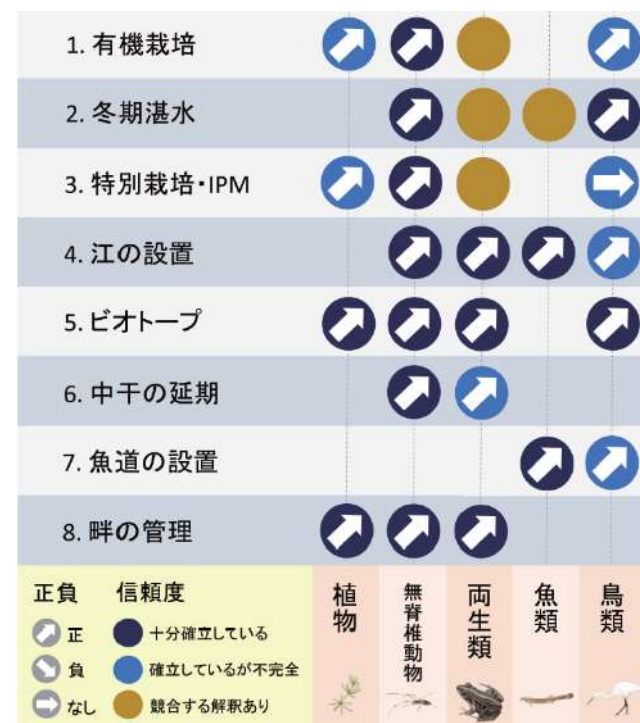 1. 有機栽培
2. 冬期湛水
3. 特別栽培・IPM
4. 江の設置
5. ビオトープ
6. 中干の延期
7. 魚道の設置
8. 畔の管理
正負 信頼度
正 十分確立している
負 確立しているが不完全
なし 競合する解釈あり
植物
無脊椎動物
両生類
魚類
鳥類